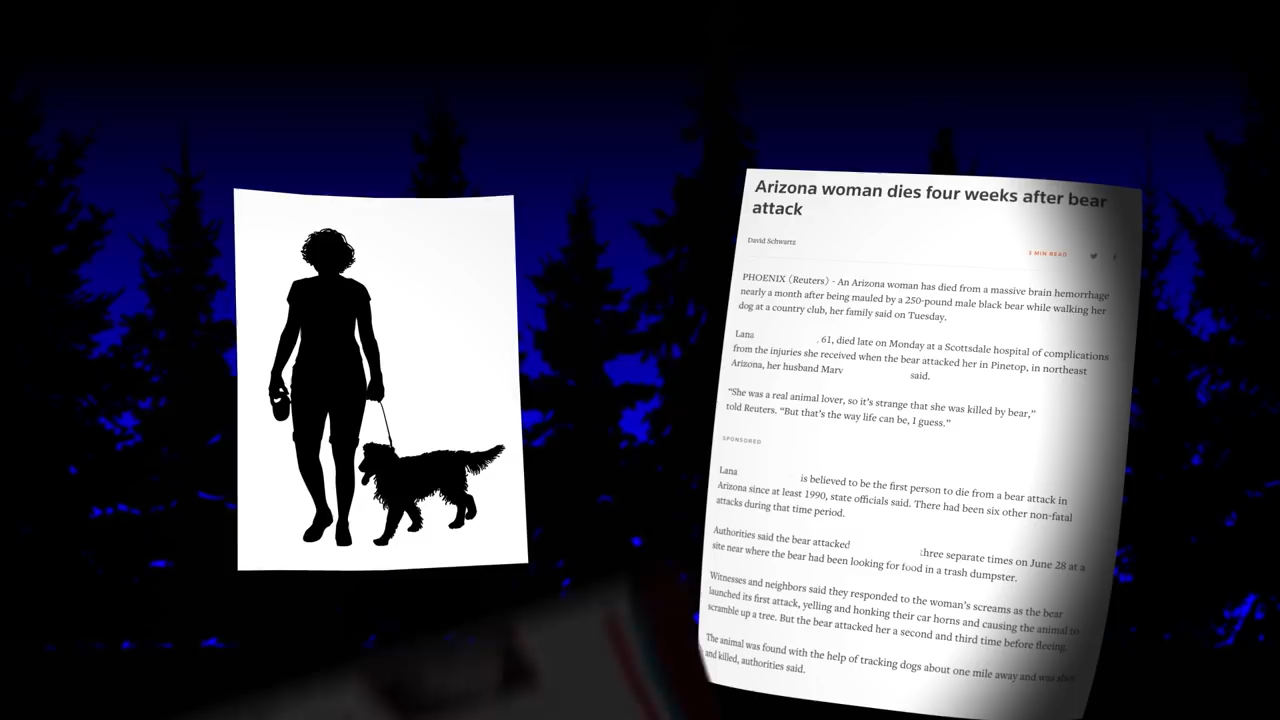 Arizona woman dies four weeks after bear
attack
David Schwartz
3 MIN READ
PHOENIX (Reuters) - An Arizona woman has died from a massive brain hemorrhage
nearly a month after being mauled by a 250-pound male black bear while walking her
dog at a country club, her family said on Tuesday.
Lana , 61, died late on Monday at a Scottsdale hospital of complications
from the injuries she received when the bear attacked her in Pinetop, in northeast
Arizona, her husband Marv said.
“She was a real animal lover, so it’s strange that she was killed by bear,”
told Reuters. “But that’s the way life can be, I guess.”
SPONSORED
Lana is believed to be the first person to die from a bear attack in
Arizona since at least 1990, state officials said. There had been six other non-fatal
attacks during that time period.
Authorities said the bear attacked three separate times on June 28 at a
site near where the bear had been looking for food in a trash dumpster.
Witnesses and neighbors said they responded to the woman’s screams as the bear
launched its first attack, yelling and honking their car horns and causing the animal to
scramble up a tree. But the bear attacked her a second and third time before fleeing.
The animal was found with the help of tracking dogs about one mile away and was shot
and killed, authorities said.